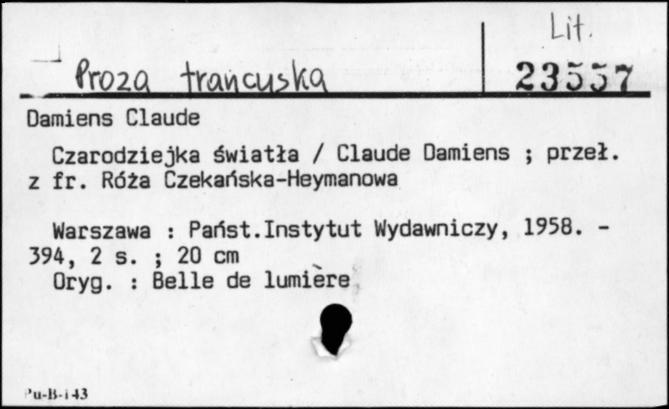 Lit.
Proza francuska
23557
Damiens Claude
Czarodziejka światła / Claude Damiens ; przeł.
z fr. Róża Czekańska-Heymanowa
Warszawa : Państ.Instytut Wydawniczy, 1958. -
394, 2 s. ; 20 cm
Oryg. : Belle de lumière
Pu-B-143